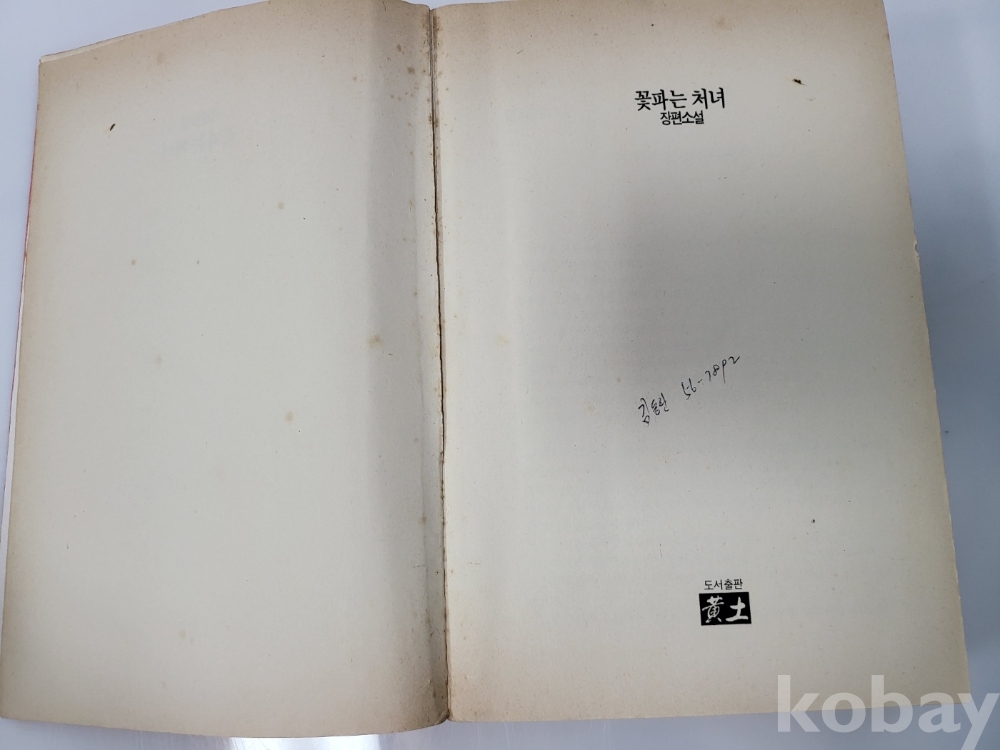 꽃파는 처녀
장편소설
56-7892
도서출판
黃土
kobay